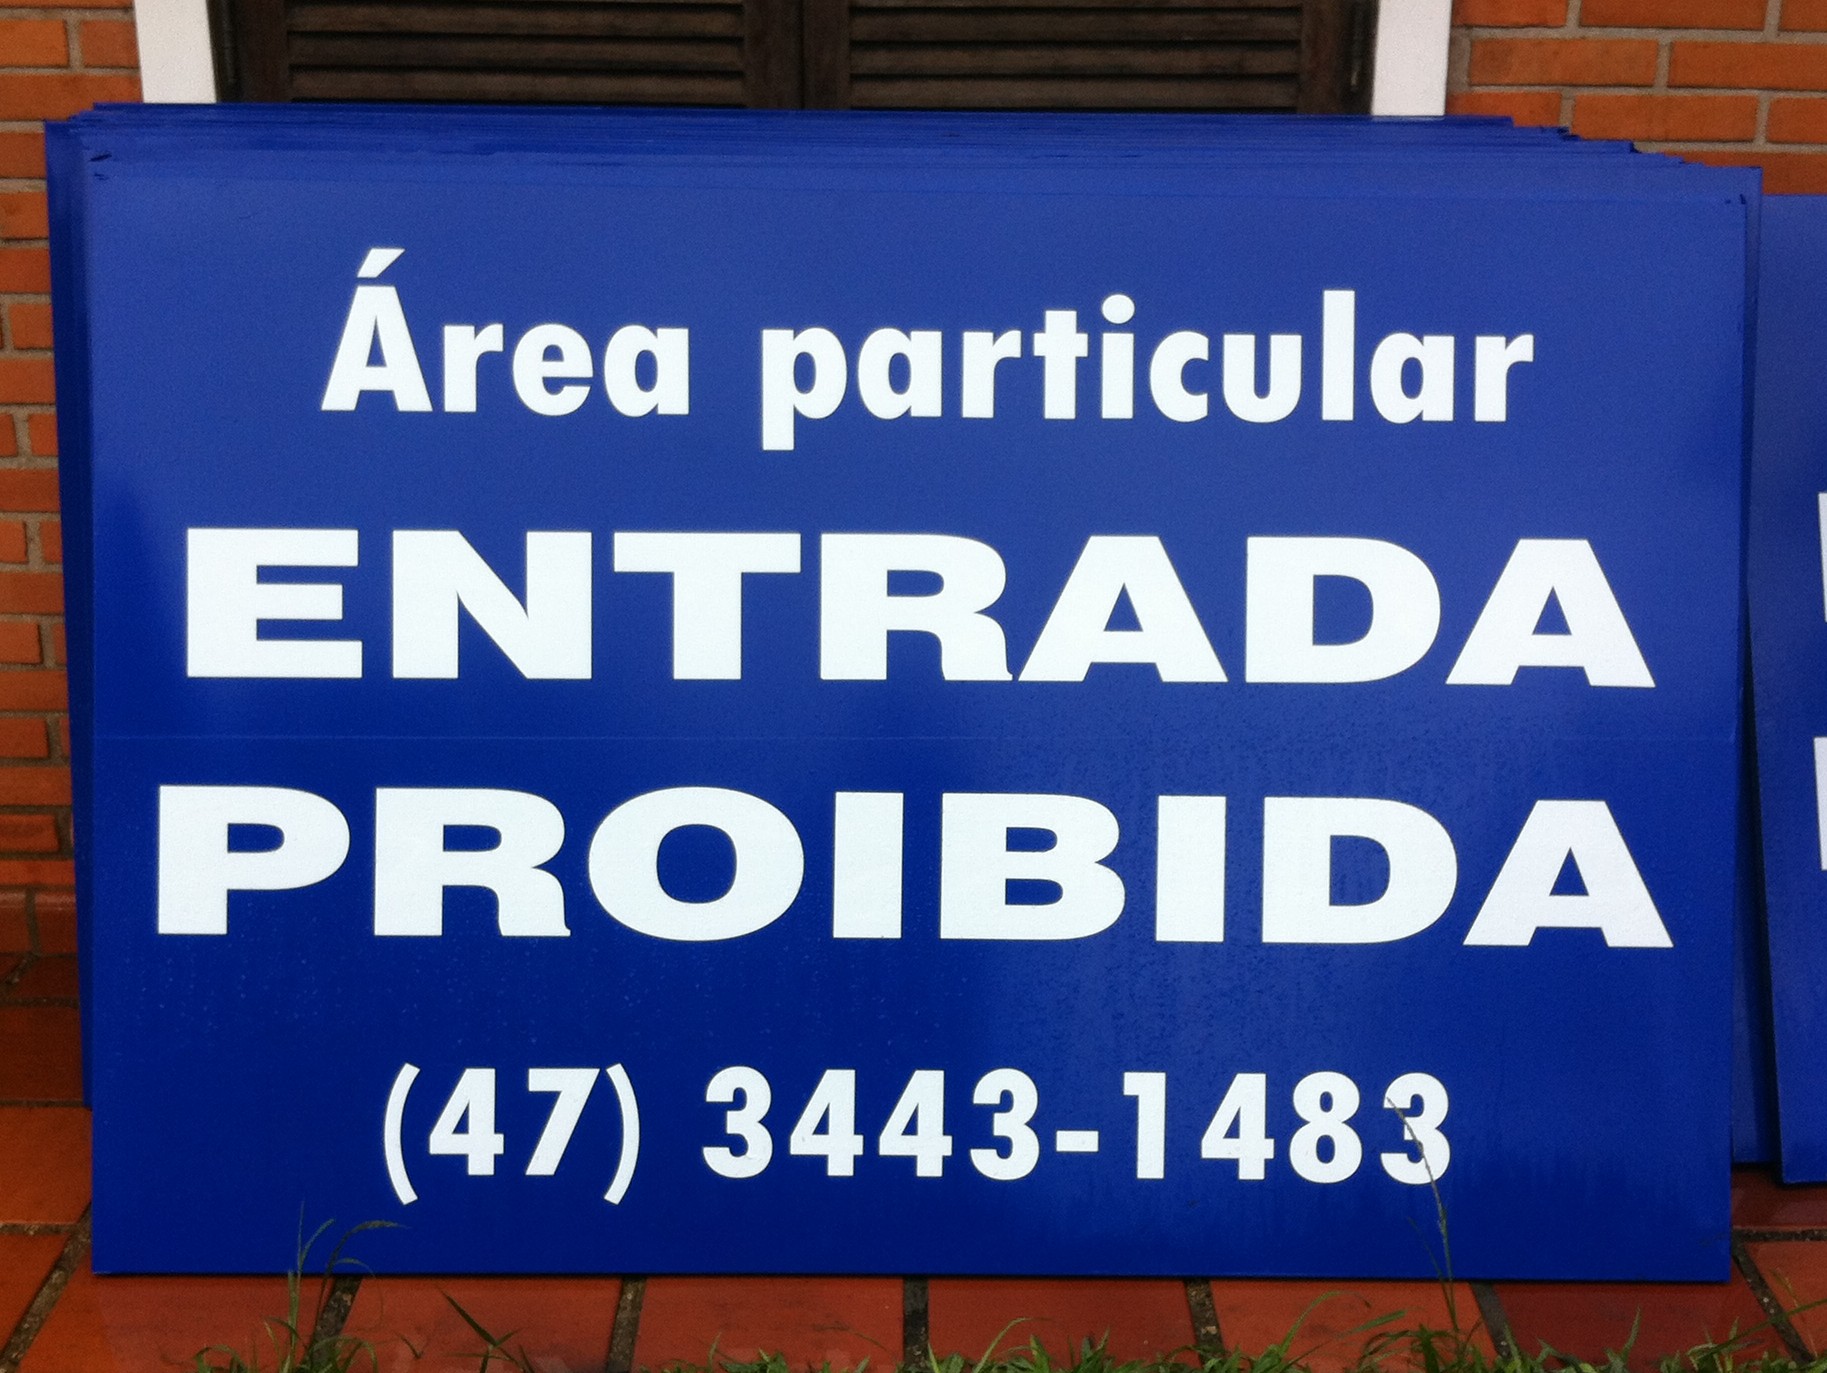 Área particular
ENTRADA
PROIBIDA
(47) 3443-1483